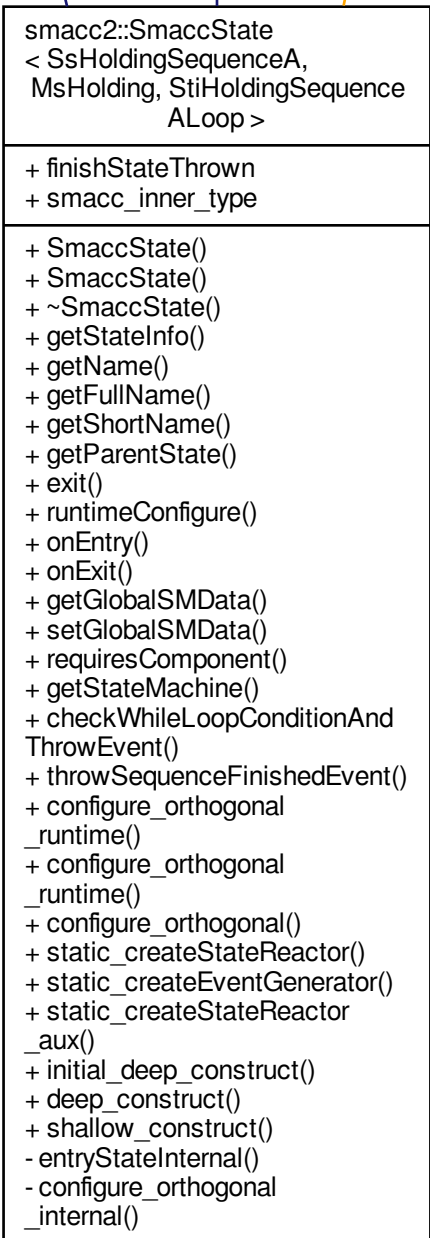 smacc2::SmaccState
< SsHoldingSequenceA,
MsHolding, StiHoldingSequence
ALoop >
+ finishStateThrown
+ smacc_inner_type
+ SmaccState()
+ SmaccState()
+ ~SmaccState()
+ getStateInfo()
+ getName()
+ getFullName()
+ getShortName()
+ getParentState()
+ exit()
+ runtimeConfigure()
+ onEntry()
+ onExit()
+ getGlobalSMData()
+ setGlobalSMData()
+ requiresComponent()
+ getStateMachine()
+ checkWhileLoopConditionAnd
ThrowEvent()
+ throwSequenceFinishedEvent()
+ configure_orthogonal
_runtime()
+ configure_orthogonal
_runtime()
+ configure_orthogonal()
+ static_createStateReactor()
+ static_createEventGenerator()
+ static_createStateReactor
_aux()
+ initial_deep_construct()
+ deep_construct()
+ shallow_construct()
- entryStateInternal()
- configure_orthogonal
_internal()